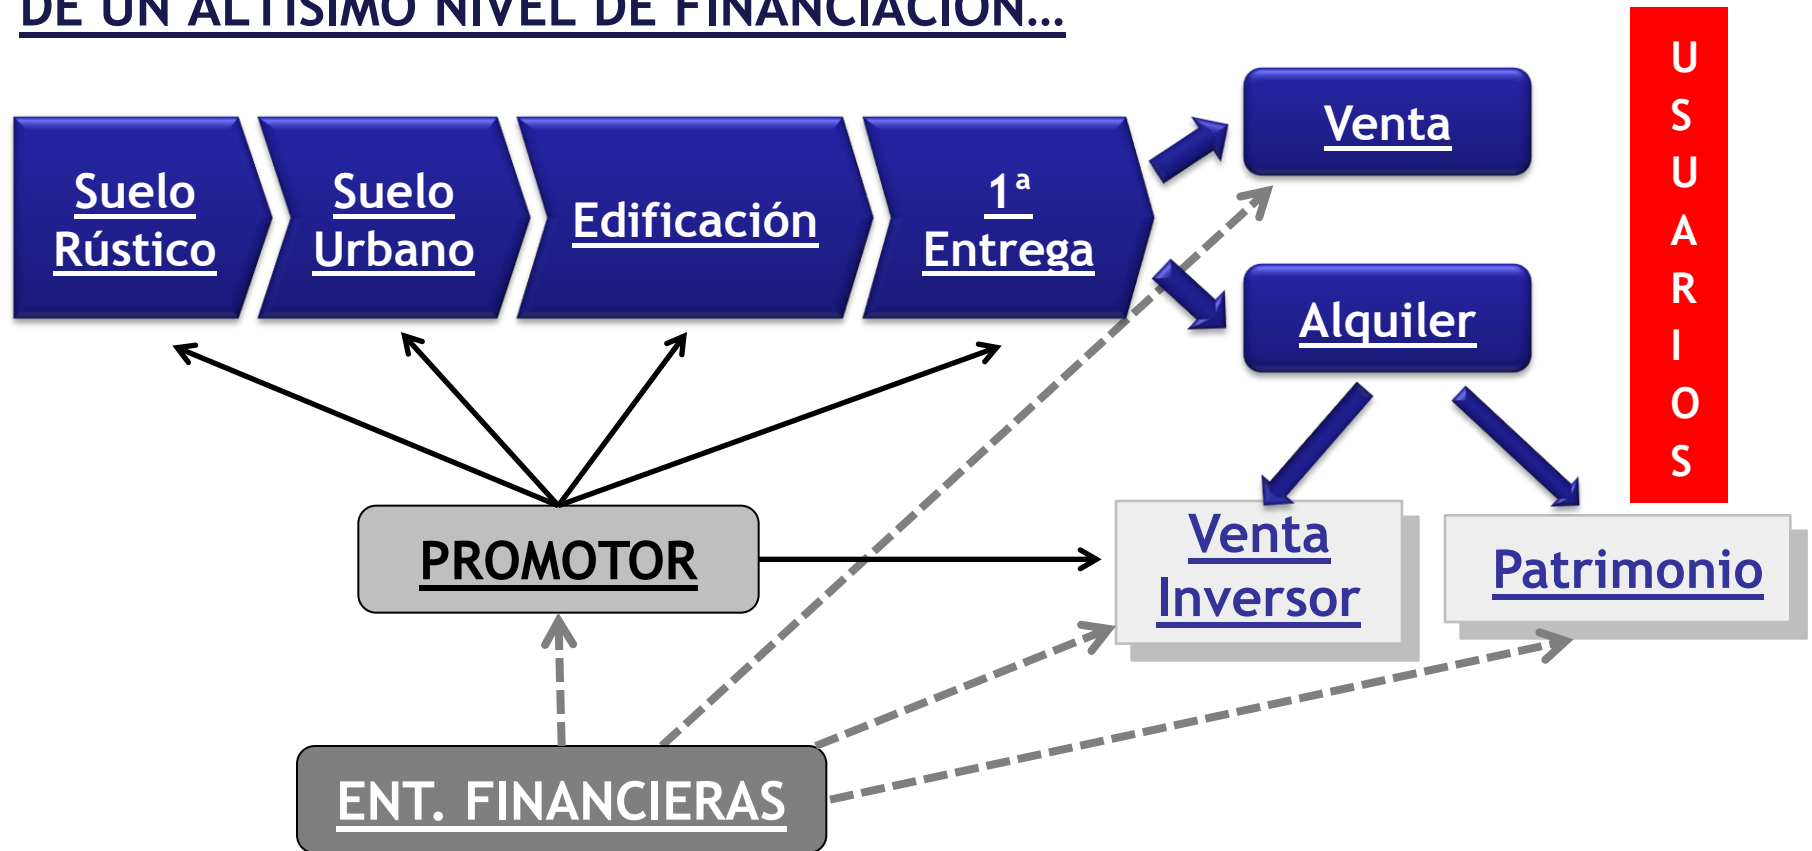 DE UN ALTÍSIMO NIVEL DE FINANCIACIÓN…
Suelo
Rústico
Suelo
Urbano
Edificación
1ª
Entrega
Venta
Alquiler
U
S
U
A
R
I
O
S
PROMOTOR
Venta
Inversor
Patrimonio
ENT. FINANCIERAS